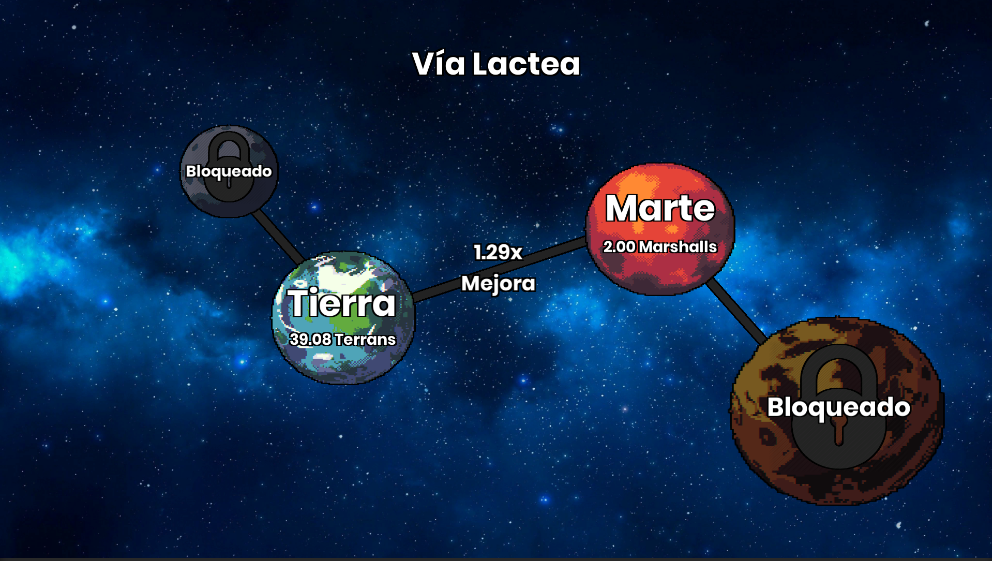 Vía Lactea
Bloqueado
Marte
2.00 Marshalls
1.29x
Mejora
Tierra
39.08 Terrans
Bloqueado